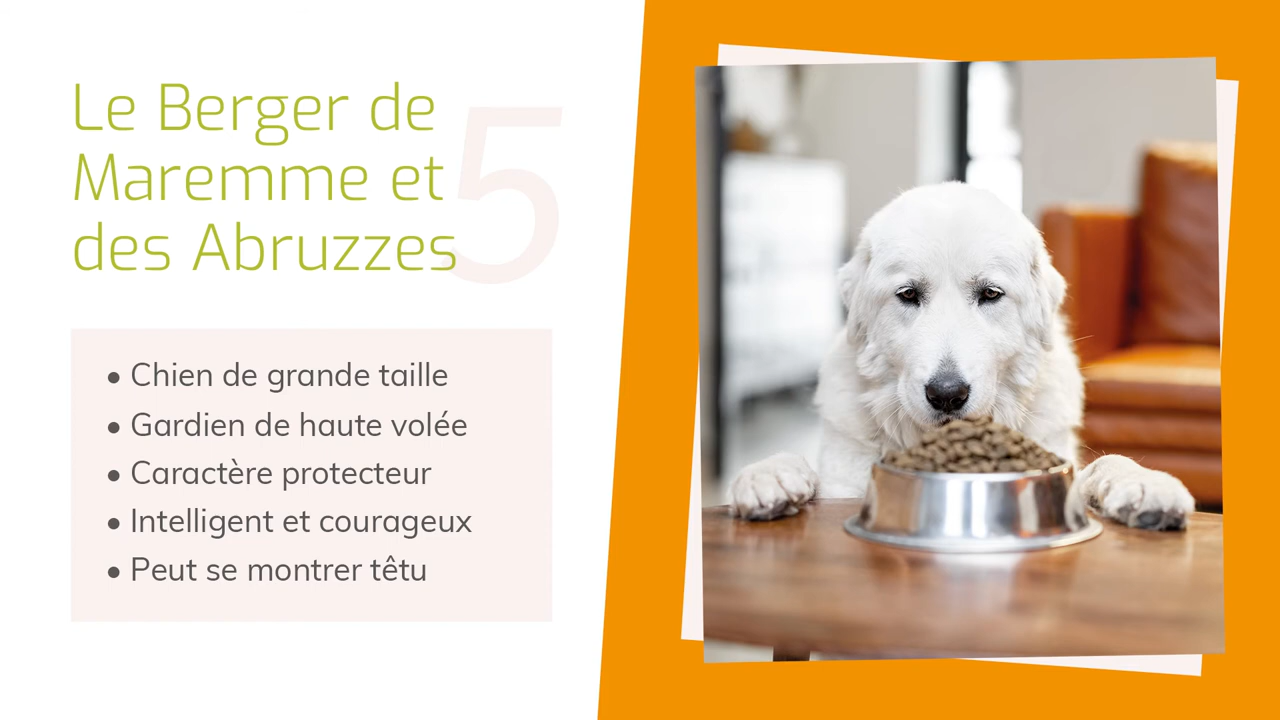 Le Berger de
Maremme et
des Abruzzes
5
• Chien de grande taille
• Gardien de haute volée
• Caractère protecteur
• Intelligent et courageux
• Peut se montrer têtu